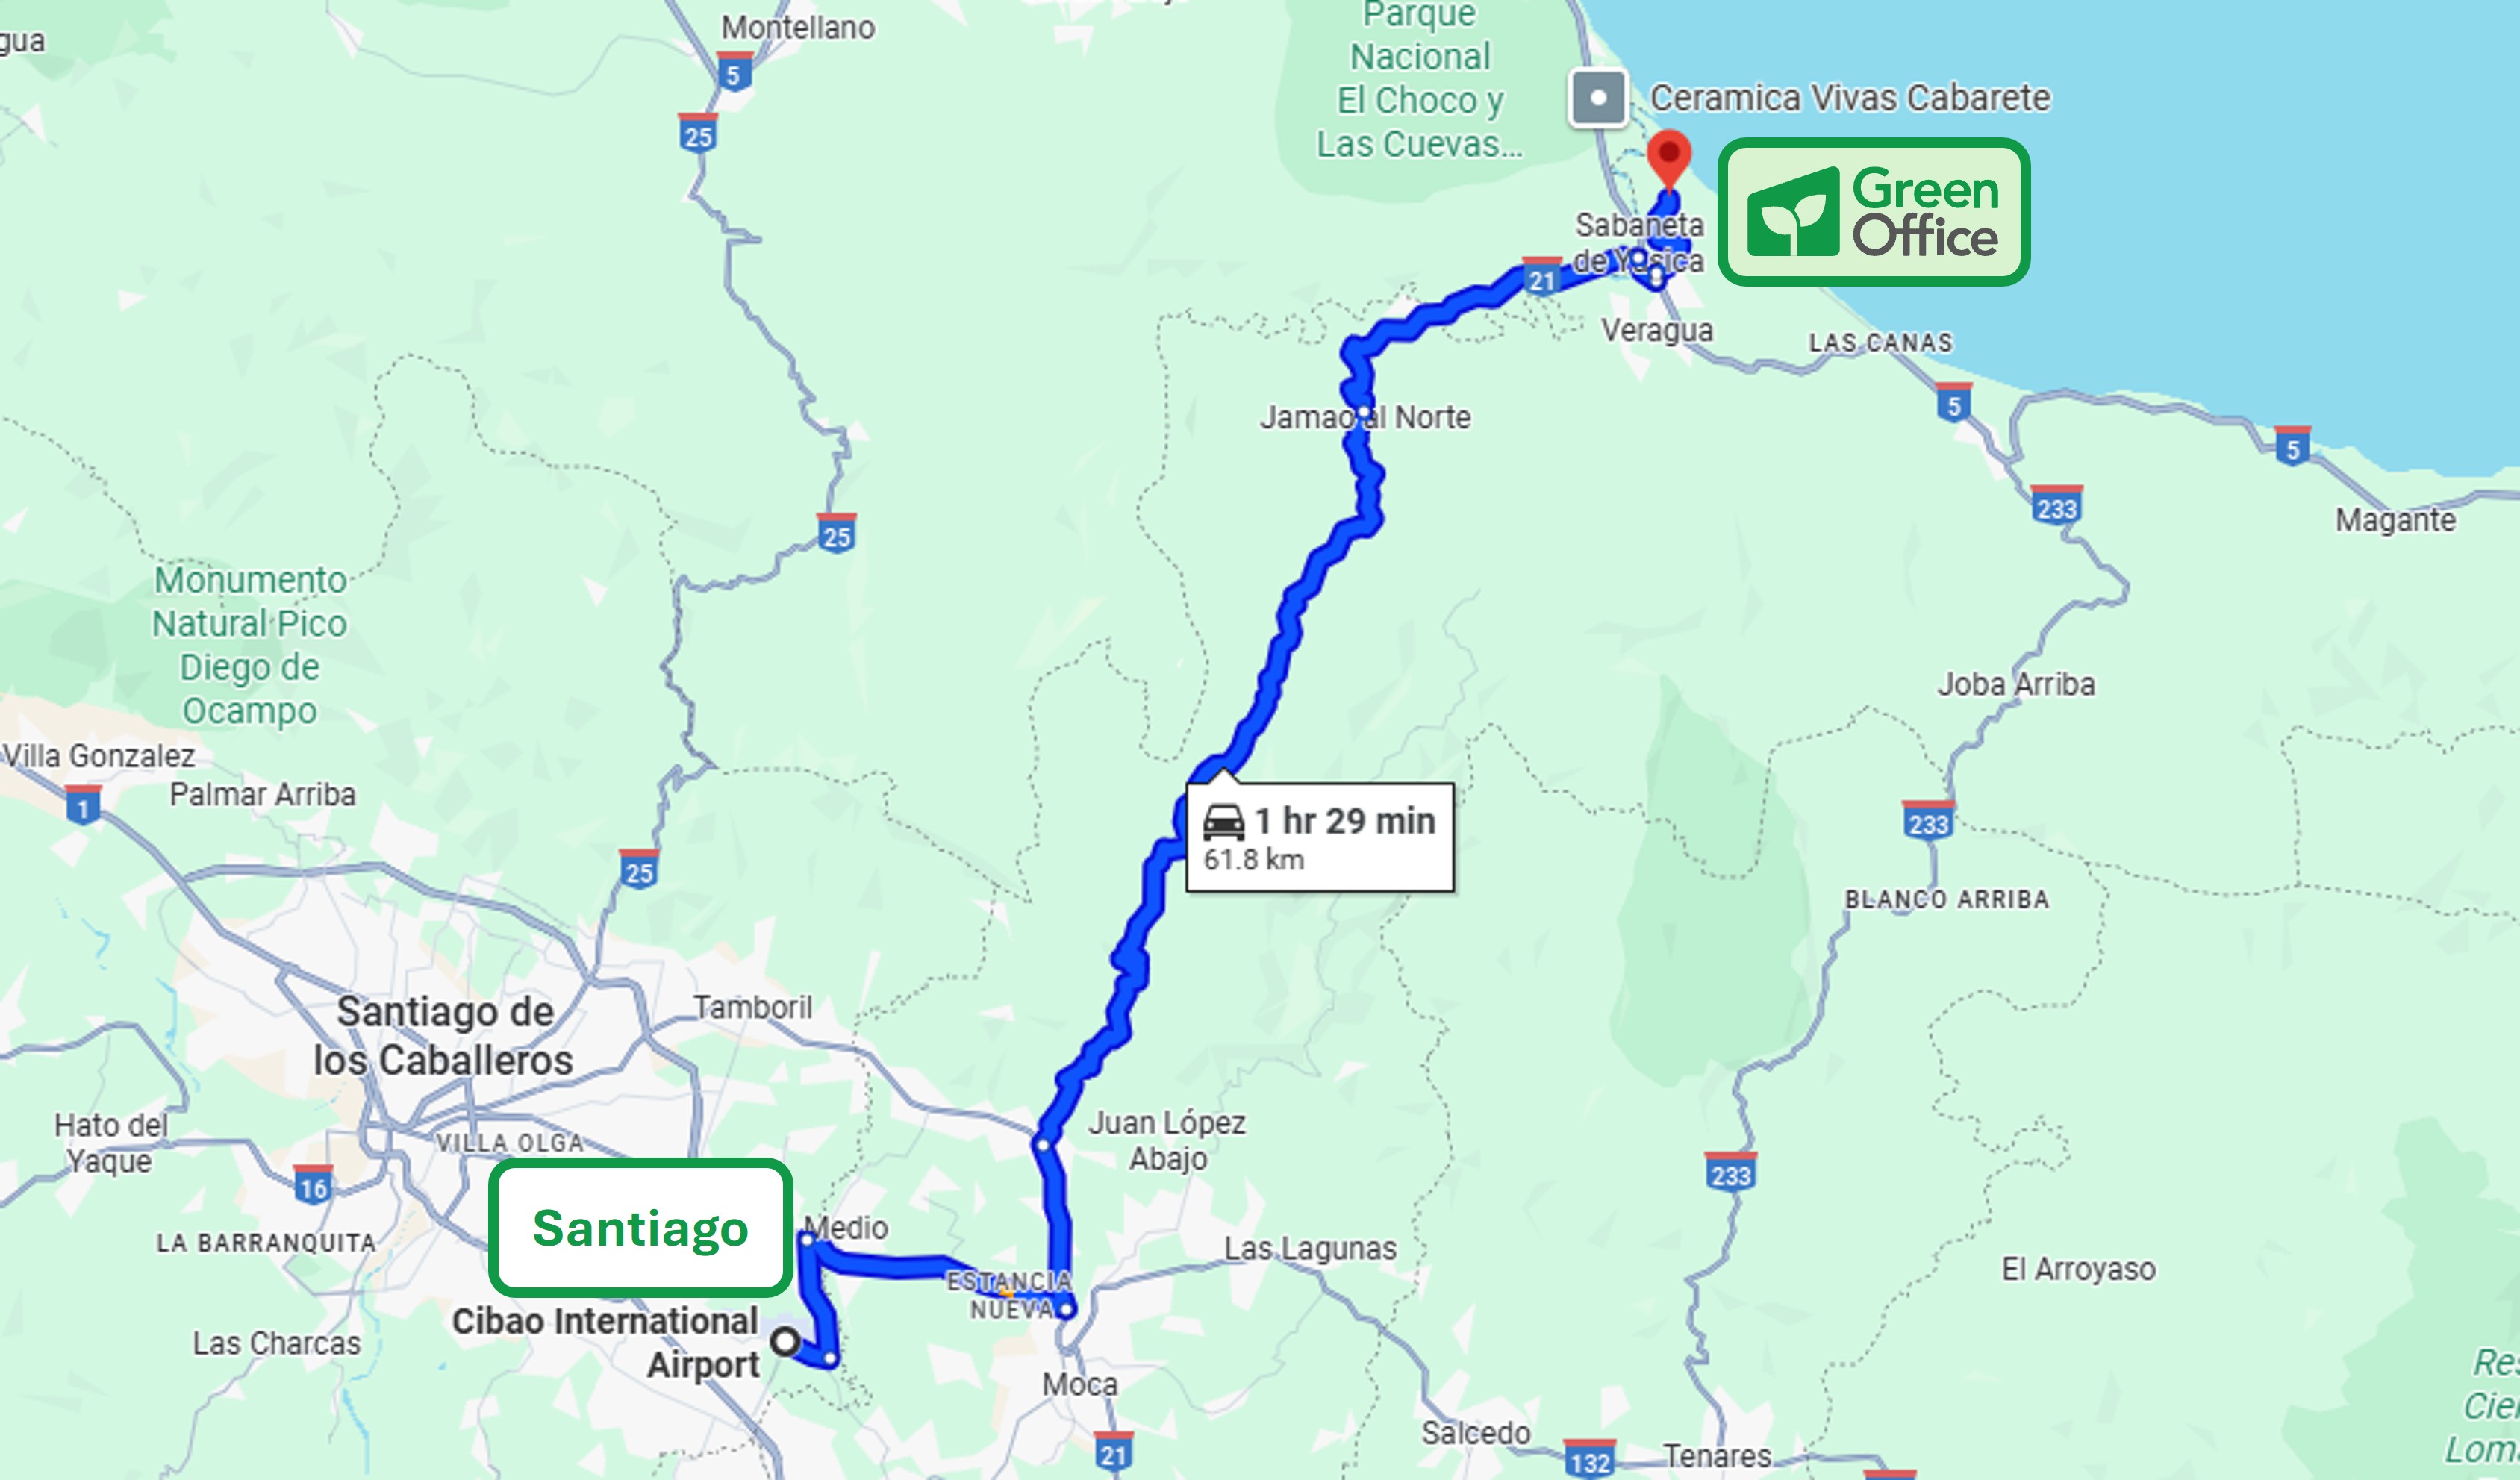 gua
Montellano
5
25
Parque
Nacional
El Choco y
Las Cuevas...
Ceramica Vivas Cabarete
Green
Office
Sabaneta
de Yasica
21
Veragua
LAS CANAS
5
5
Jamao al Norte
233
Magante
25
Monumento
Natural Pico
Diego de
Ocampo
Joba Arriba
Villa Gonzalez
1
Palmar Arriba
1 hr 29 min
61.8 km
233
25
BLANCO ARRIBA
Santiago de
los Caballeros
Tamboril
Hato del
Yaque
VILLA OLGA
Juan López
Abajo
16
233
Santiago
Medio
LA BARRANQUITA
Las Lagunas
ESTANCIA
NUEVA
El Arroyaso
Cibao International
Airport
Las Charcas
Moca
Res
Cie
Lom
21
Salcedo
132
Tenares